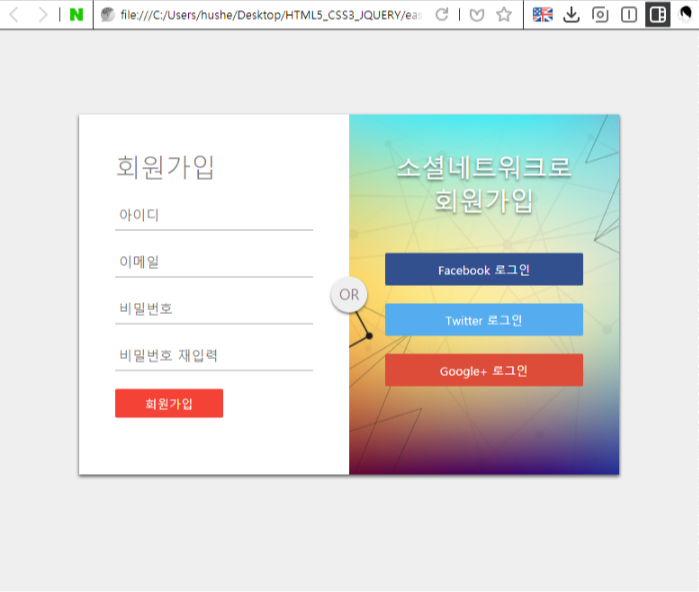 N
file:///C:/Users/hushe/Desktop/HTML5_CSS3_JQUERY/eas
회원가입
아이디
이메일
비밀번호
비밀번호 재입력
회원가입
OR
소셜네트워크로
회원가입
Facebook 로그인
Twitter 로그인
Google+ 로그인